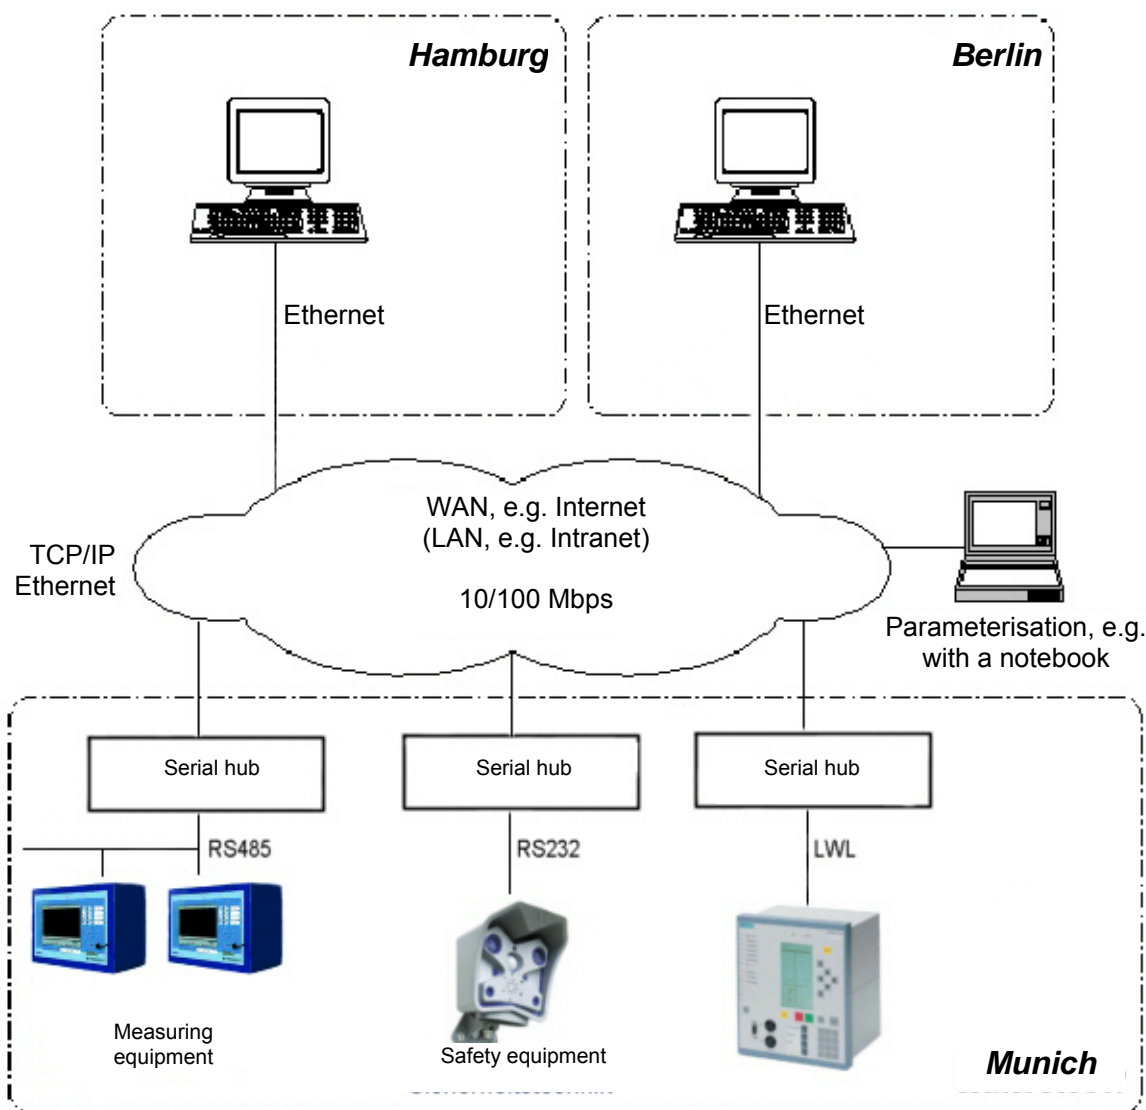 Hamburg
Berlin
Ethernet
Ethernet
WAN, e.g. Internet
(LAN, e.g. Intranet)
10/100 Mbps
TCP/IP
Ethernet
Parameterisation, e.g.
with a notebook
Serial hub
Serial hub
Serial hub
RS485
RS232
LWL
Measuring
equipment
Safety equipment
Munich